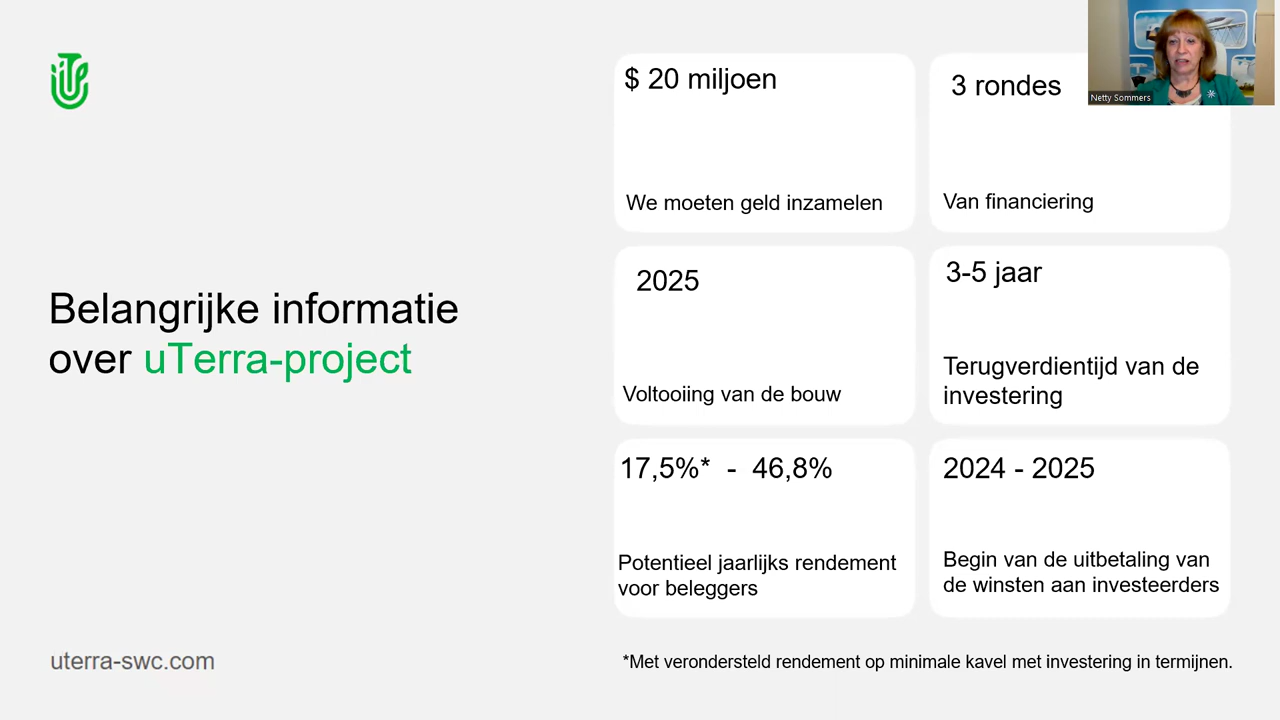 Belangrijke informatie
over uTerra-project
$ 20 miljoen
We moeten geld inzamelen
3 rondes
Van financiering
2025
Voltooiing van de bouw
3-5 jaar
Terugverdientijd van de
investering
17,5%* - 46,8%
Potentieel jaarlijks rendement
voor beleggers
2024 - 2025
Begin van de uitbetaling van
de winsten aan investeerders
uterra-swc.com
*Met verondersteld rendement op minimale kavel met investering in termijnen.
Netty Sommers